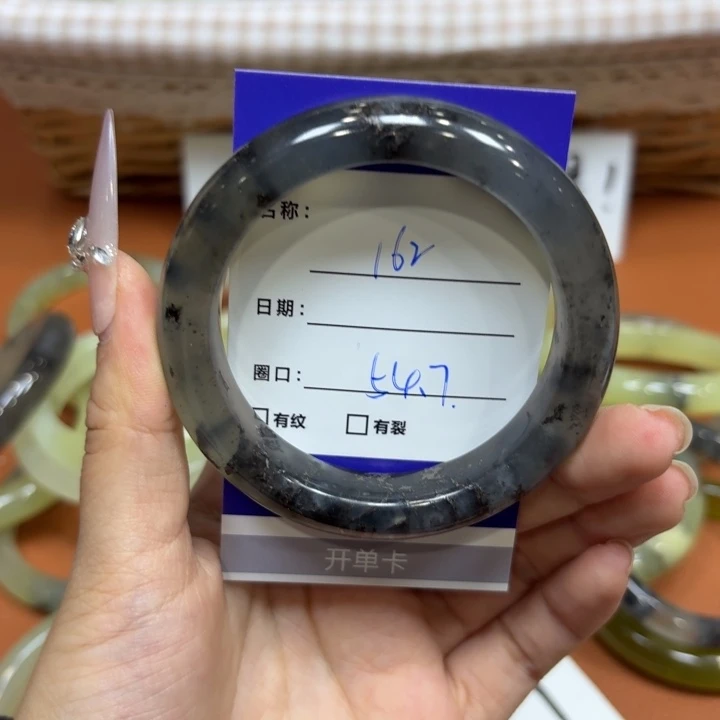 名称: 162
日期:
圈口: 54.7.
有纹 有裂
开单卡